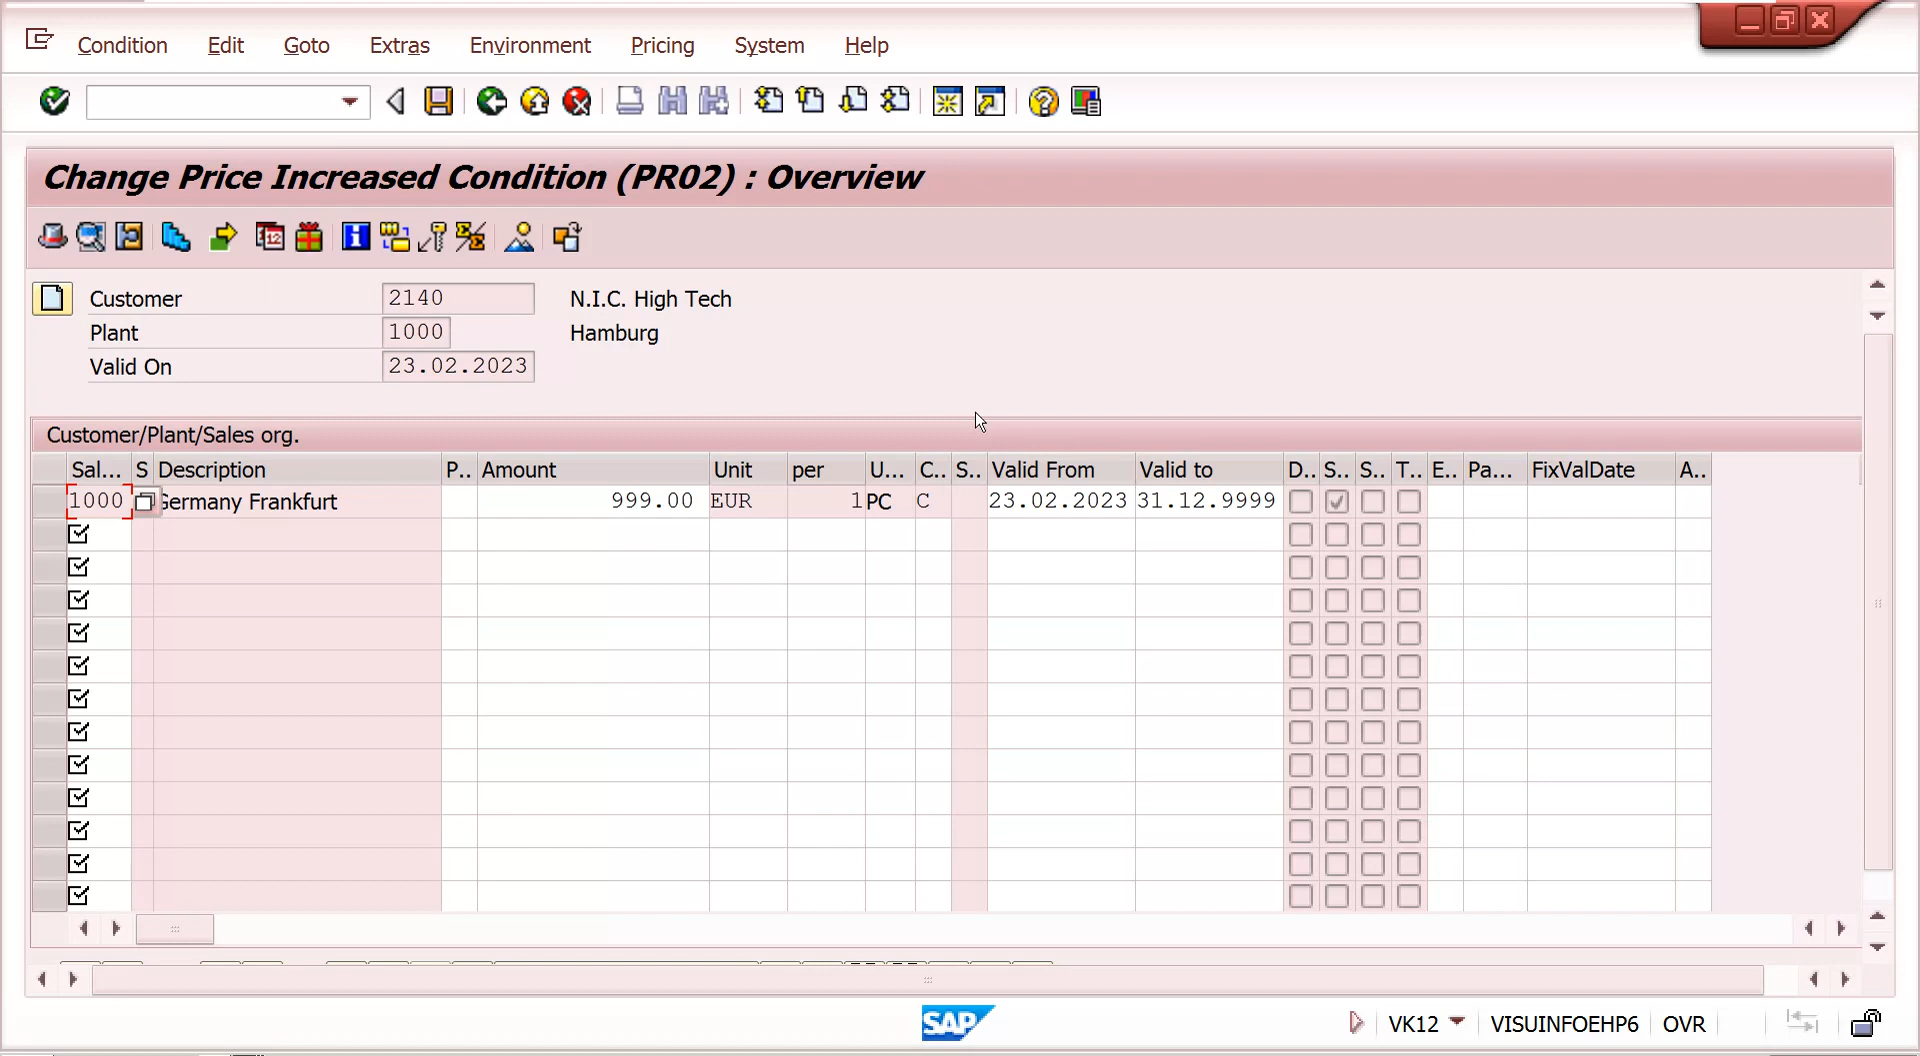 Condition Edit Goto Extras Environment Pricing System Help
Change Price Increased Condition (PR02) : Overview
Customer 2140 N.I.C. High Tech
Plant 1000 Hamburg
Valid On 23.02.2023
Customer/Plant/Sales org.
Sal... S Description P.. Amount Unit per U... C.. S.. Valid From Valid to D.. S.. S.. T.. E.. Pa... FixValDate A..
1000 Germany Frankfurt 999.00 EUR 1 PC C 23.02.2023 31.12.9999
SAP VK12 VISUINFOEHP6 OVR